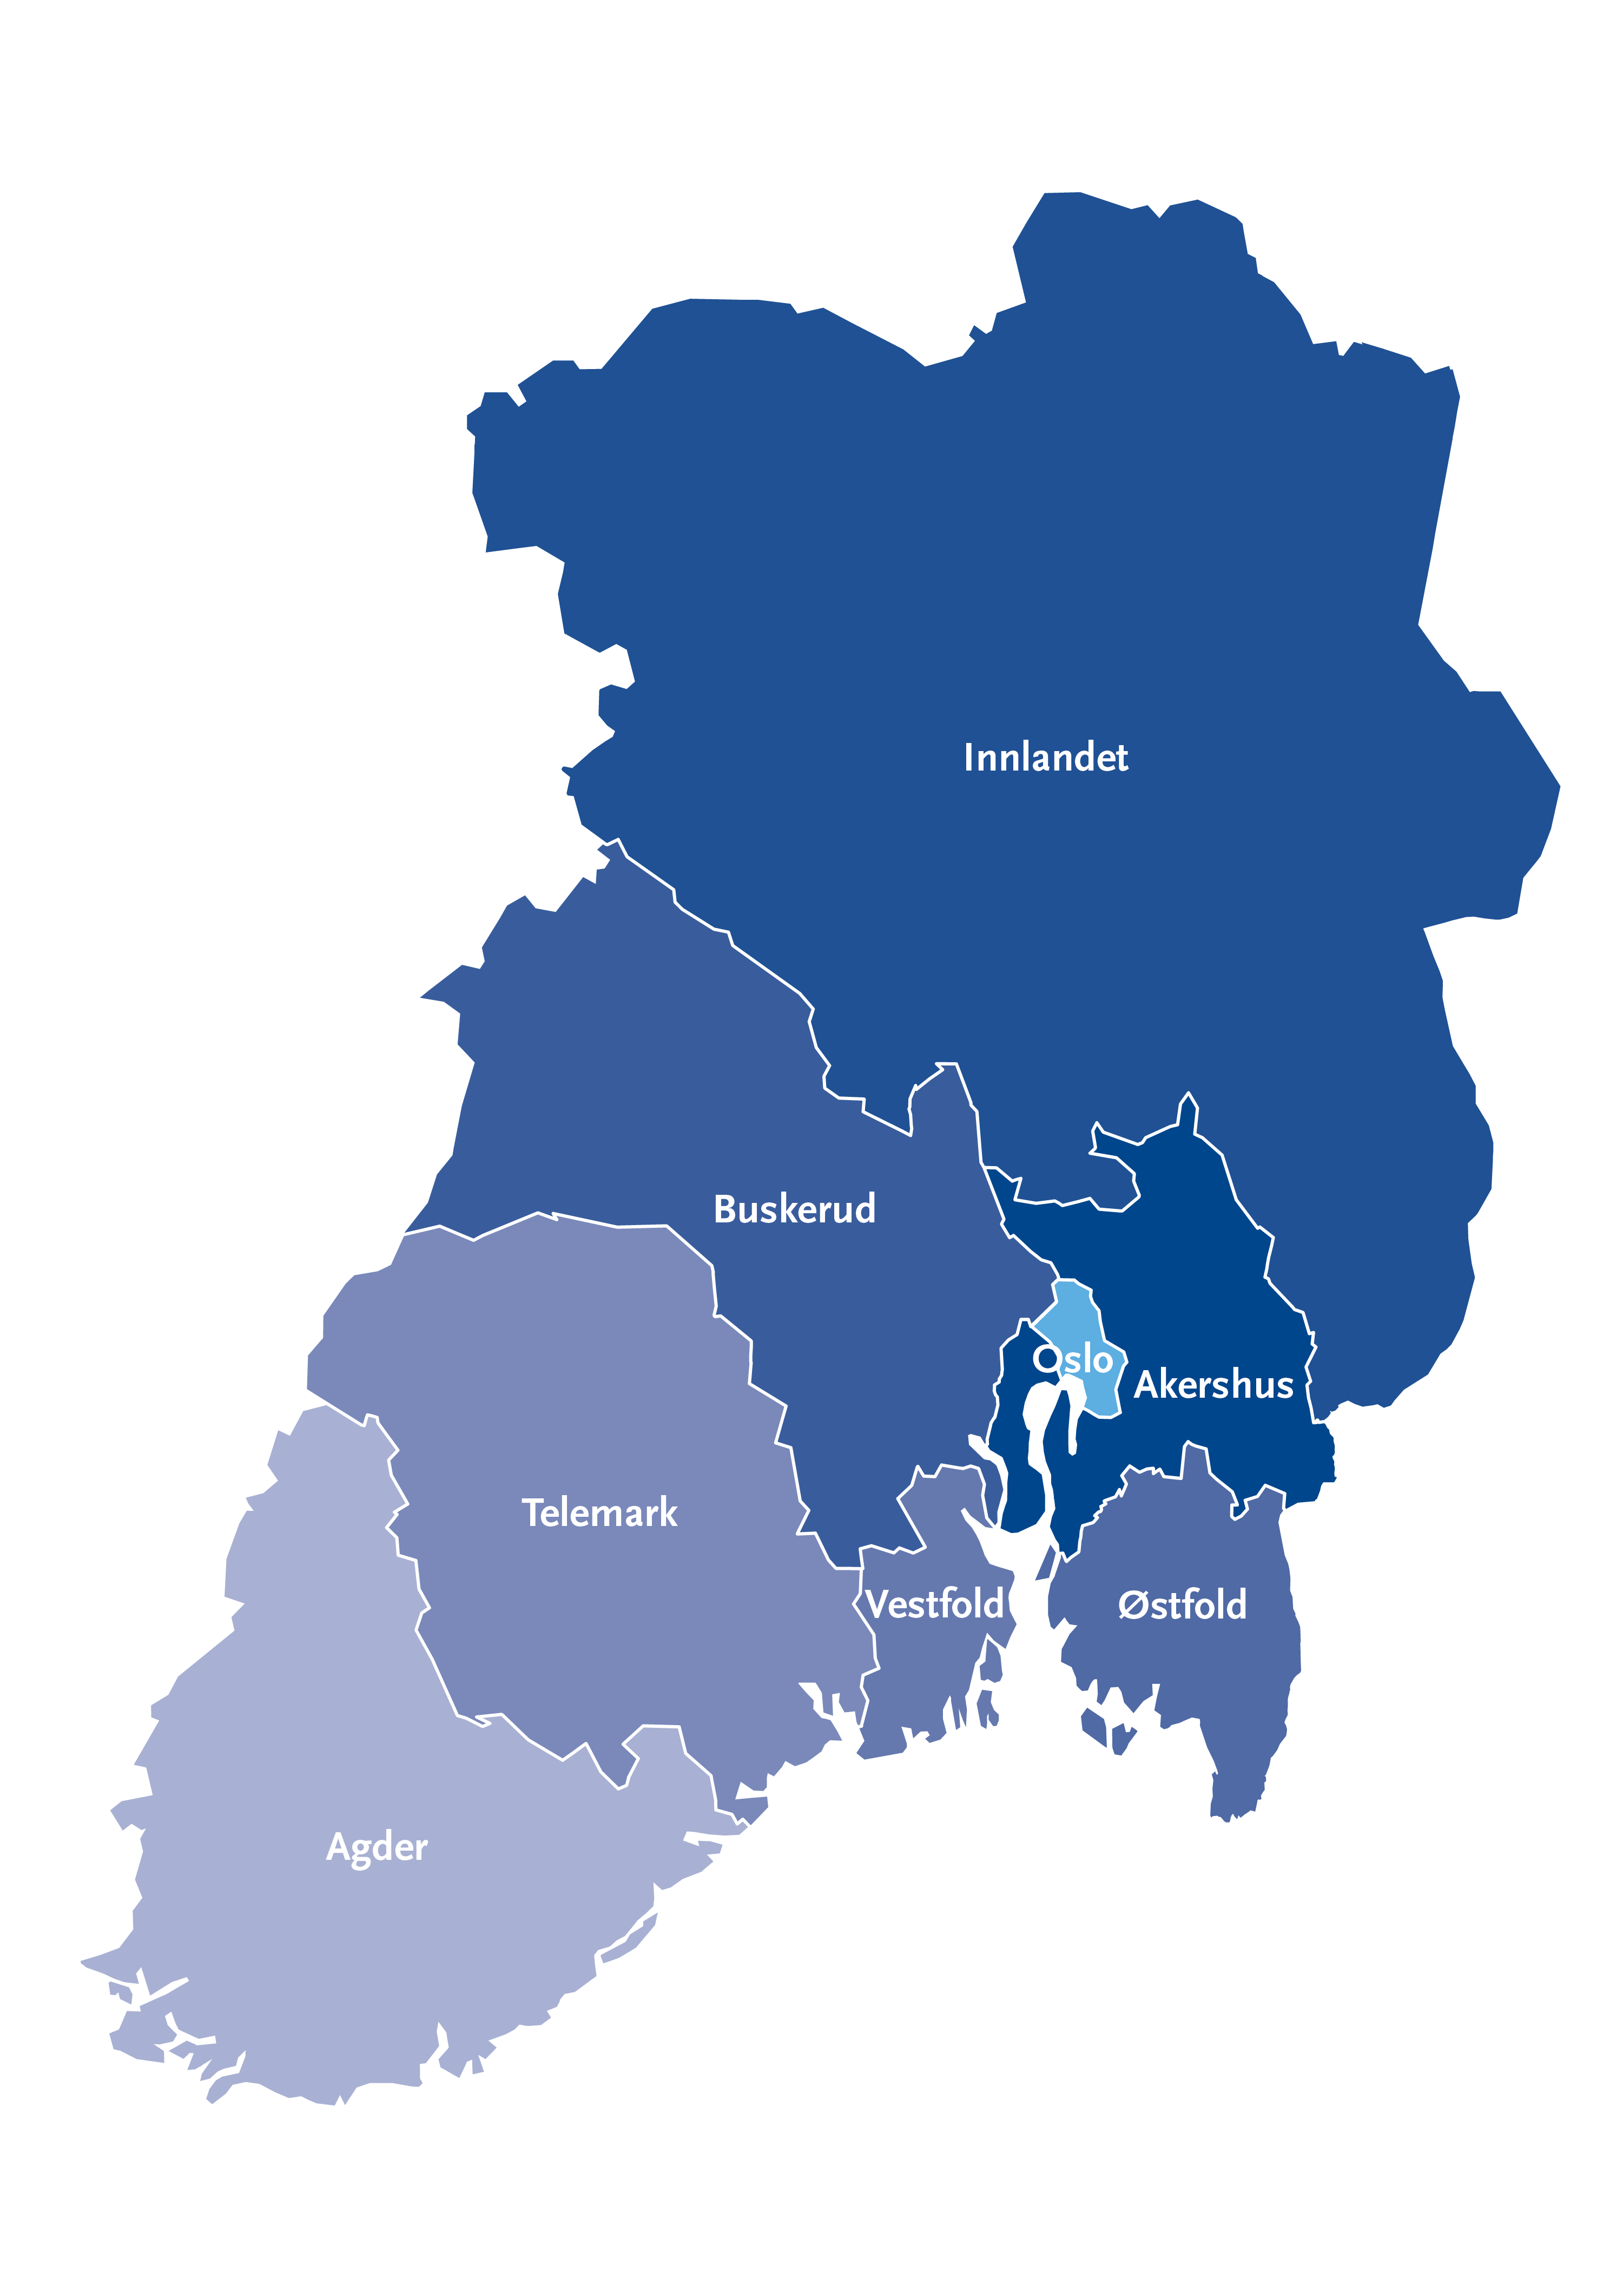 Innlandet
Buskerud
Oslo
Akershus
Telemark
Vestfold
Østfold
Agder